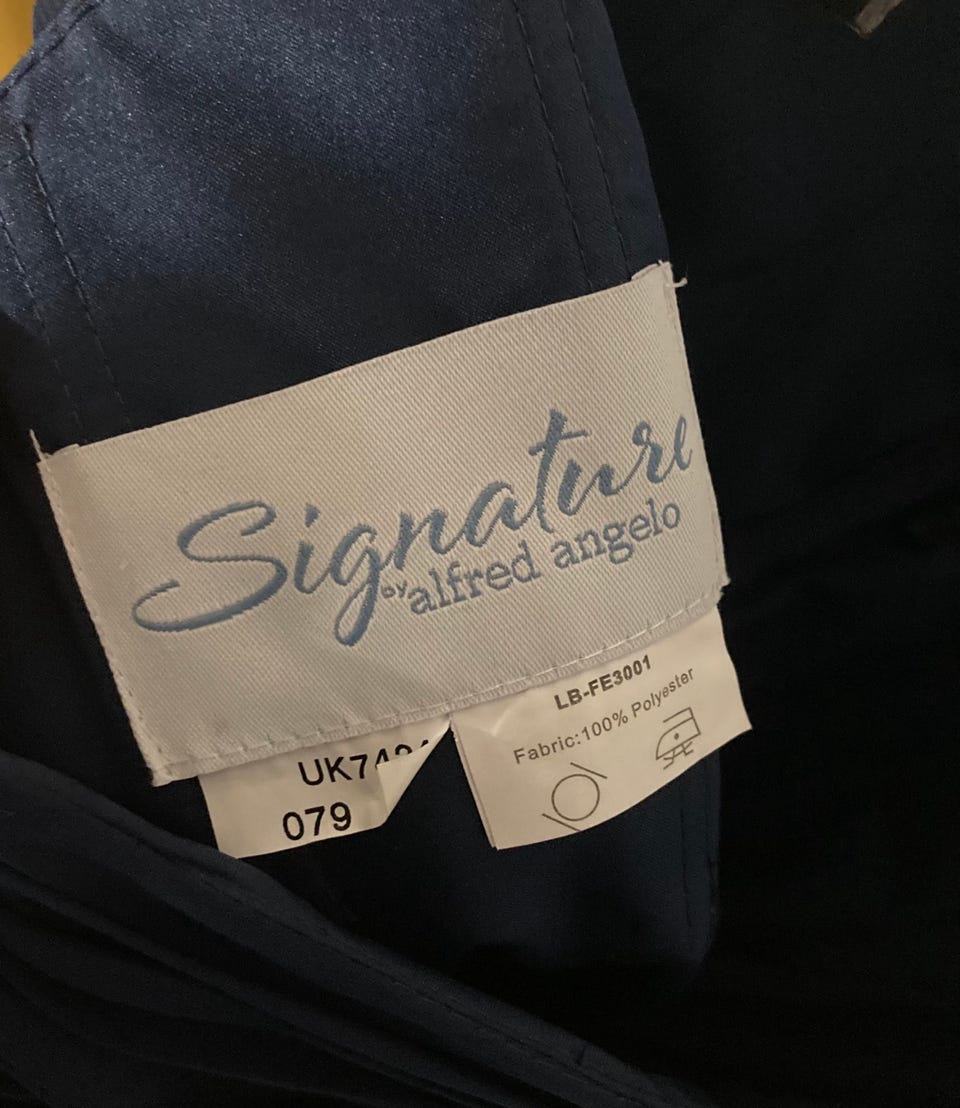 Signature
BY alfred angelo
LB-FE3001
Fabric:100% Polyester
079